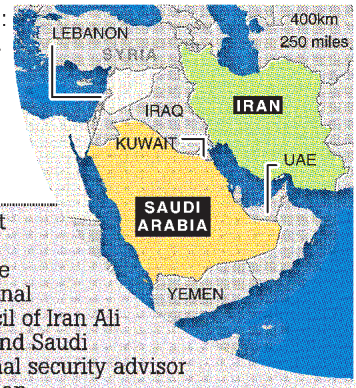 :
400km
250 miles
LEBANON
SYRIA
IRAQ
IRAN
KUWAIT
UAE
SAUDI
ARABIA
YEMEN
t
e
nal
cil of Iran Ali
nd Saudi
nal security advisor